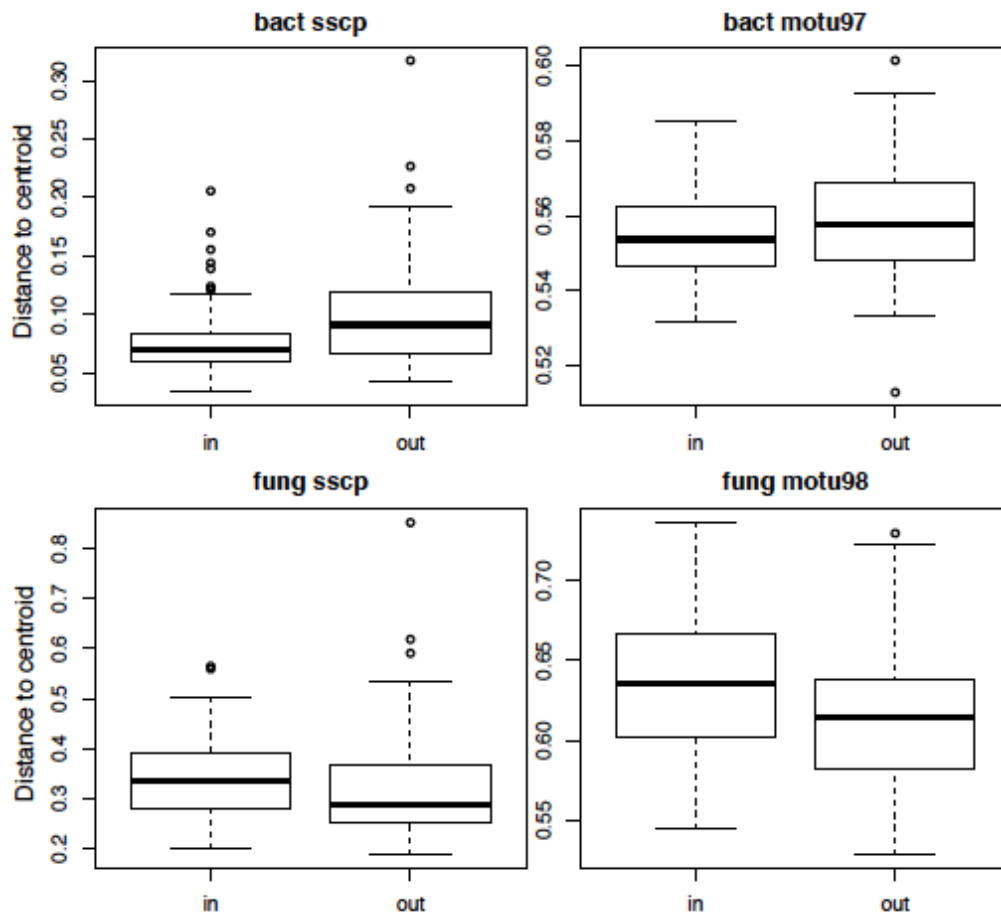 bact sscp
Distance to centroid
0.30
0.25
0.20
0.15
0.10
0.05
in
out
bact motu97
0.60
0.58
0.56
0.54
0.52
in
out
fung sscp
Distance to centroid
0.8
0.7
0.6
0.5
0.4
0.3
0.2
in
out
fung motu98
0.70
0.65
0.60
0.55
in
out